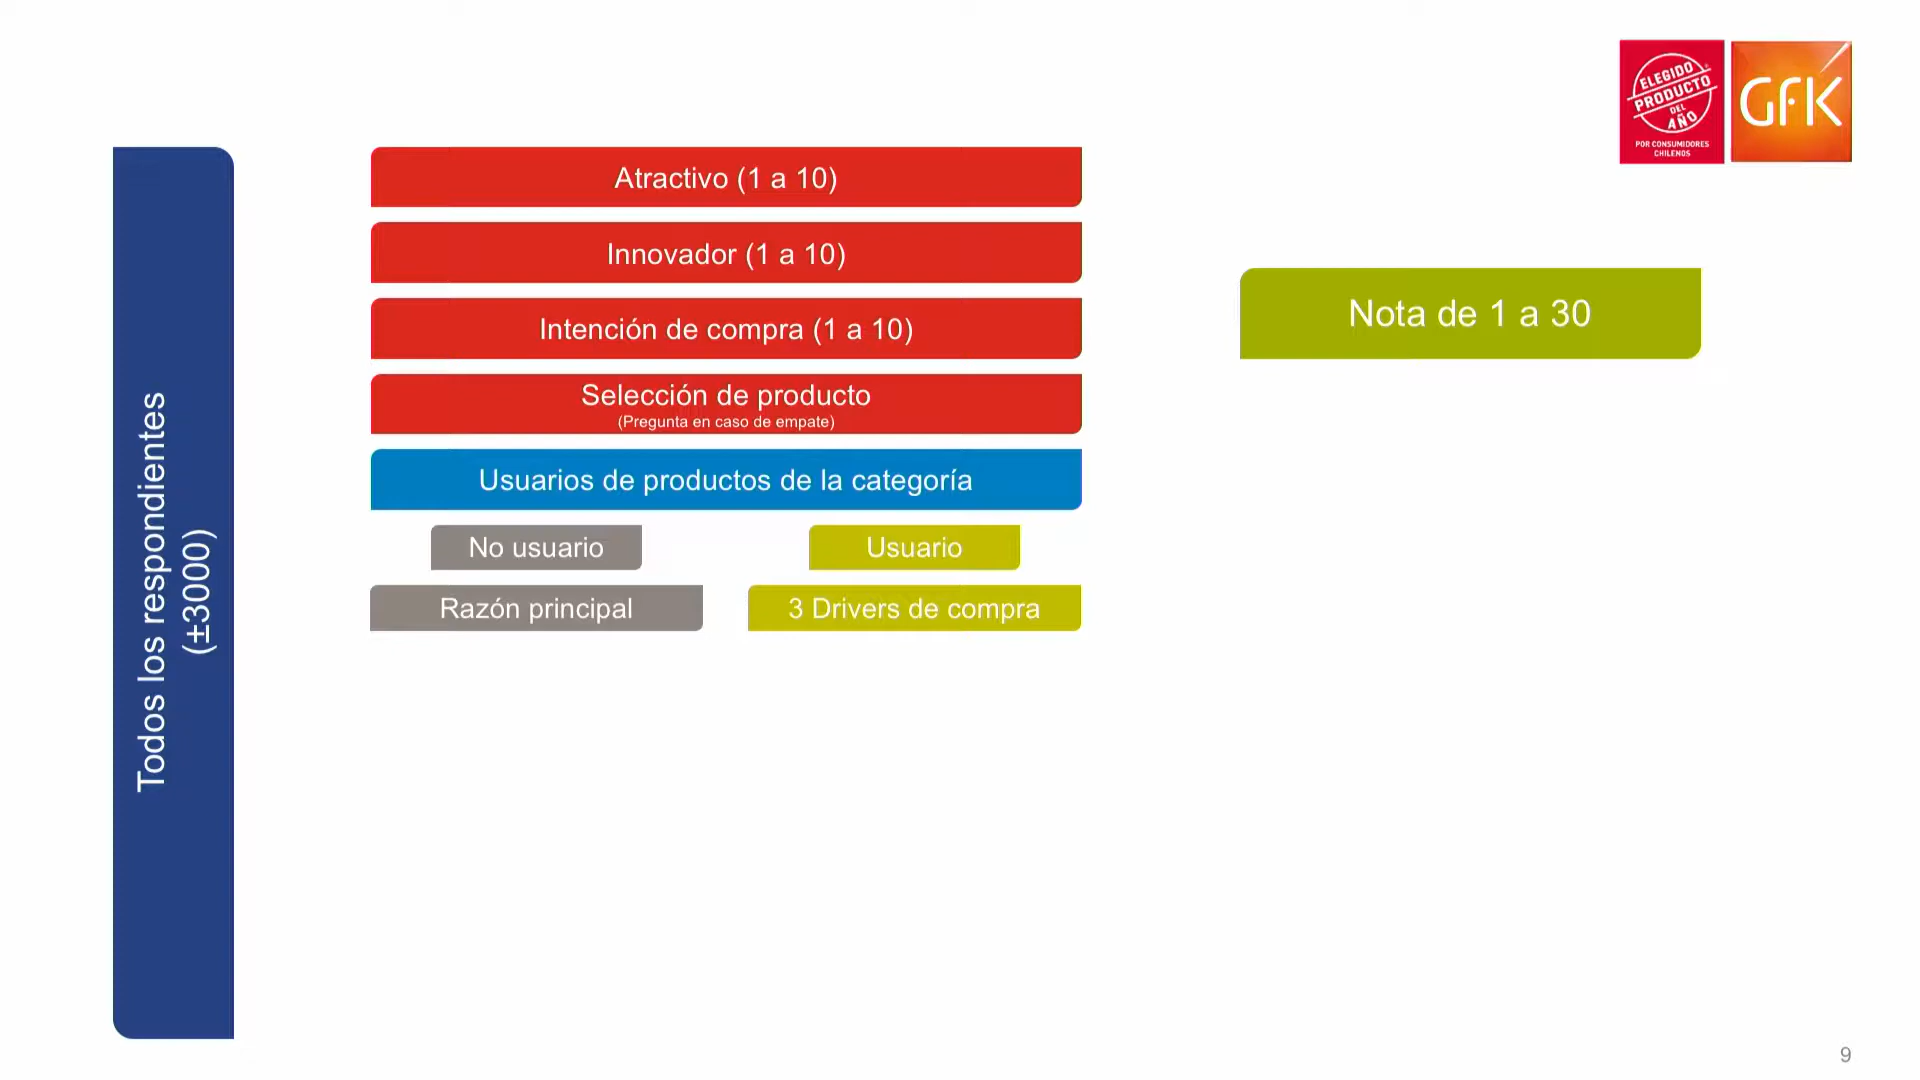 ELEGIDO
PRODUCTO
DEL
AÑO
POR CONSUMIDORES
CHILENOS
GfK
Todos los respondientes
(±3000)
Atractivo (1 a 10)
Innovador (1 a 10)
Intención de compra (1 a 10)
Selección de producto
(Pregunta en caso de empate)
Usuarios de productos de la categoría
No usuario
Usuario
Razón principal
3 Drivers de compra
Nota de 1 a 30
9